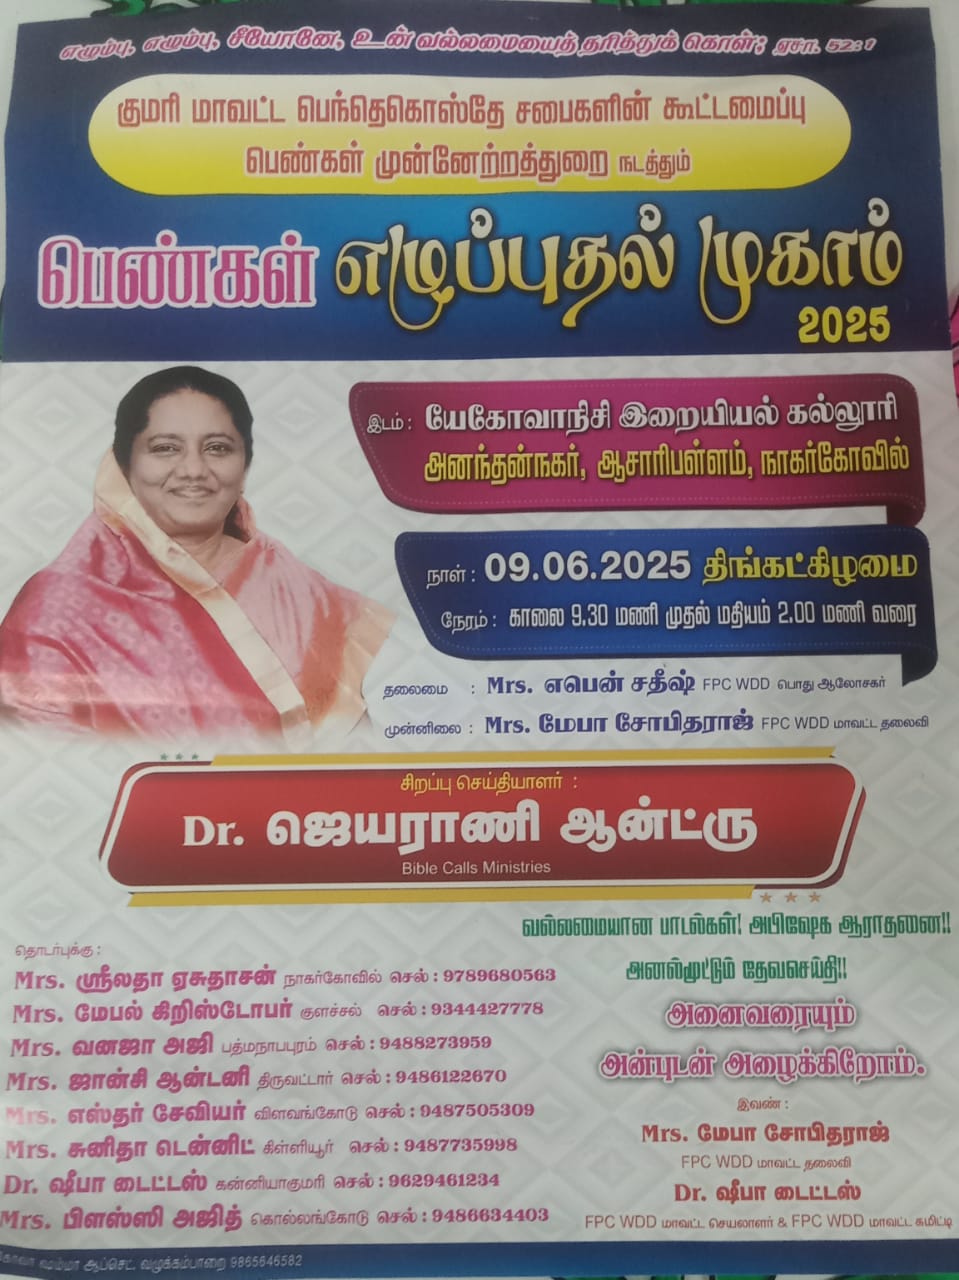 எழும்பு, எழும்பு, சீயோனே, உன் வல்லமையைத் தரித்துக் கொள்; ஏசா. 52:1
குமரி மாவட்ட பெந்தெகொஸ்தே சபைகளின் கூட்டமைப்பு
பெண்கள் முன்னேற்றத்துறை நடத்தும்
பெண்கள் எழுப்புதல் முகாம்
2025
இடம் : யேகோவாநிசி இறையியல் கல்லூரி
அனந்தன்நகர், ஆசாரிபள்ளம், நாகர்கோவில்
நாள் : 09.06.2025 திங்கட்கிழமை
நேரம் : காலை 9.30 மணி முதல் மதியம் 2.00 மணி வரை
தலைமை : Mrs. எபென் சதீஷ் FPC WDD பொது ஆலோசகர்
முன்னிலை : Mrs. மேபா சோபிதராஜ் FPC WDD மாவட்ட தலைவி
சிறப்பு செய்தியாளர் :
Dr. ஜெயராணி ஆன்ட்ரு
Bible Calls Ministries
வல்லமையான பாடல்கள்! அபிஷேக ஆராதனை!!
அனல்மூட்டும் தேவசெய்தி!!
அனைவரையும்
அன்புடன் அழைக்கிறோம்.
இவண் :
Mrs. மேபா சோபிதராஜ்
FPC WDD மாவட்ட தலைவி
Dr. ஷீபா டைட்டஸ்
FPC WDD மாவட்ட செயலாளர் & FPC WDD மாவட்ட கமிட்டி
தொடர்புக்கு :
Mrs. ஸ்ரீலதா ஏசுதாசன் நாகர்கோவில் செல் : 9789680563
Mrs. மேபல் கிறிஸ்டோபர் குளச்சல் செல் : 9344427778
Mrs. வனஜா அஜி பத்மநாபபுரம் செல் : 9488273959
Mrs. ஜான்சி ஆன்டனி திருவட்டார் செல் : 9486122670
Mrs. எஸ்தர் சேவியர் விளவங்கோடு செல் : 9487505309
Mrs. சுனிதா டென்னிட் கிள்ளியூர் செல் : 9487735998
Dr. ஷீபா டைட்டஸ் கன்னியாகுமரி செல் : 9629461234
Mrs. பிளஸ்ஸி அஜித் கொல்லங்கோடு செல் : 9486634403
ஆப்செட், வழுக்கம்பாறை 9865646582